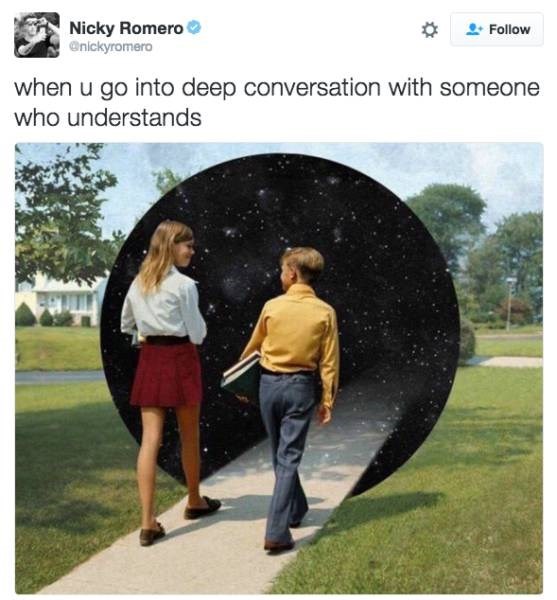 Nicky Romero
@nickyromero
Follow
when u go into deep conversation with someone
who understands